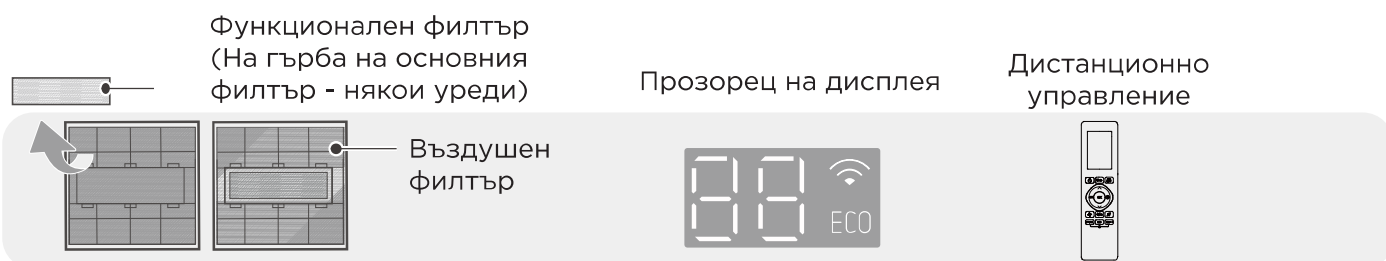 Функционален филтър
(На гърба на основния
филтър - някои уреди)
Прозорец на дисплея
Дистанционно
управление
Въздушен
филтър
88
ECO